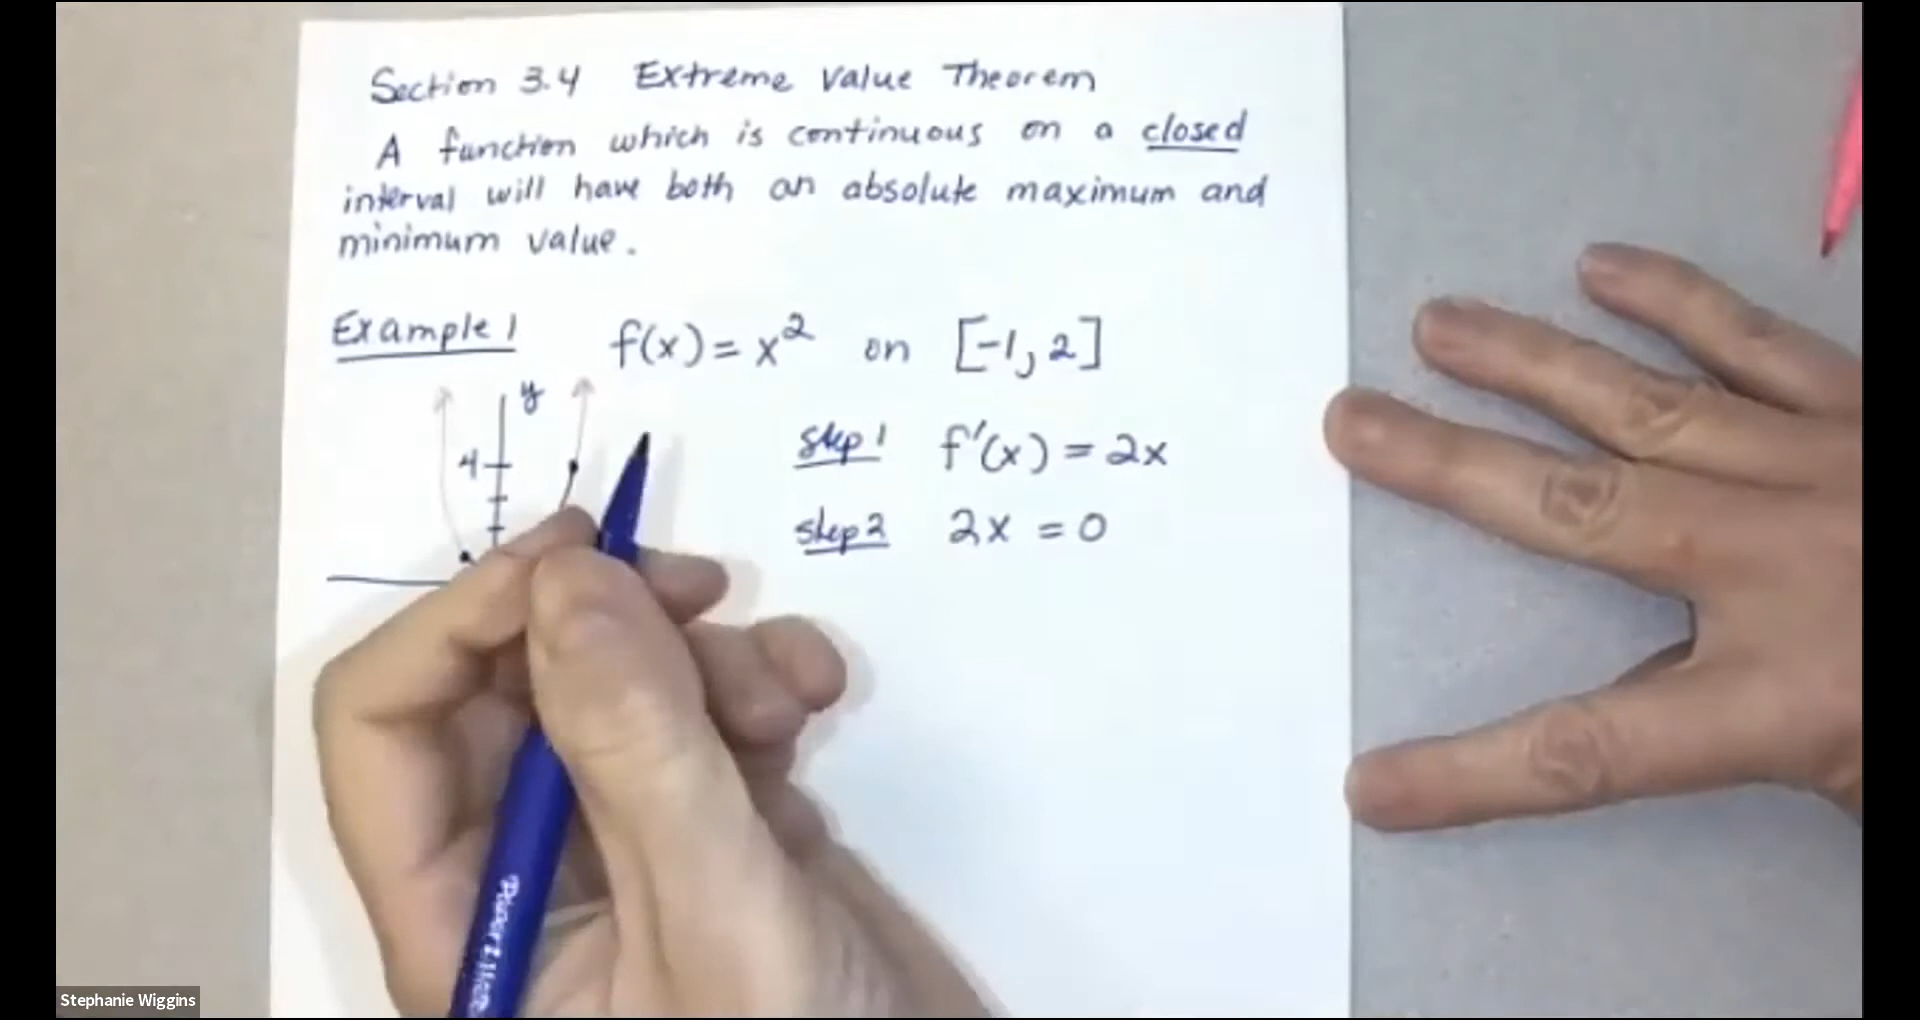 Section 3.4 Extreme Value Theorem
A function which is continuous on a closed
interval will have both an absolute maximum and
minimum value.
Example 1 f(x) = x² on [-1, 2]
y
4
step 1 f'(x) = 2x
step 2 2x = 0
Stephanie Wiggins